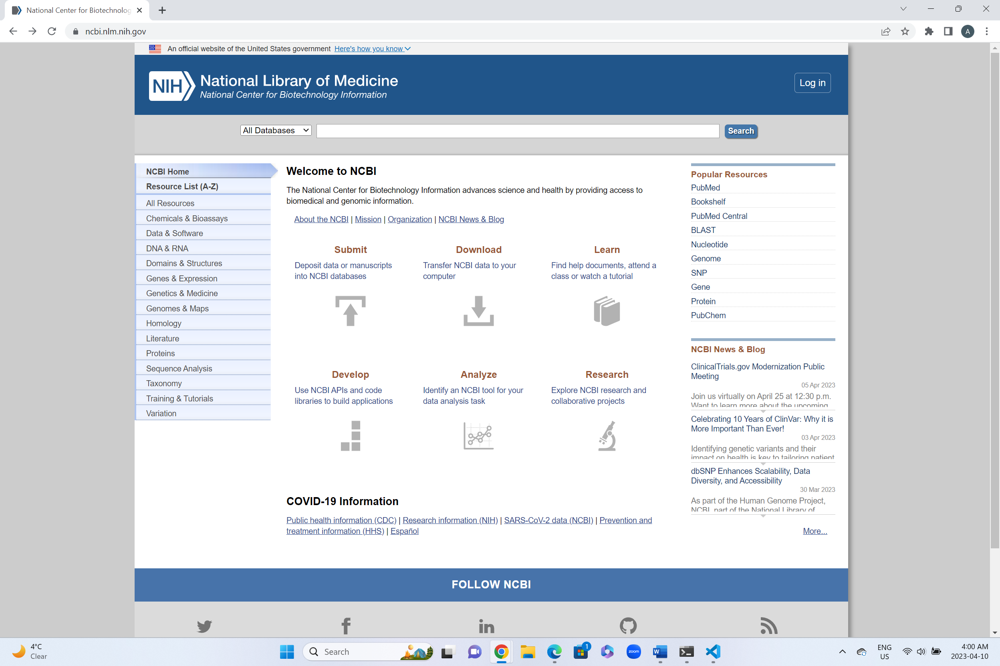 National Center for Biotechnolog
ncbi.nlm.nih.gov
A
An official website of the United States government Here's how you know
NIH National Library of Medicine
National Center for Biotechnology Information
Log in
All Databases
Search
NCBI Home
Resource List (A-Z)
All Resources
Chemicals & Bioassays
Data & Software
DNA & RNA
Domains & Structures
Genes & Expression
Genetics & Medicine
Genomes & Maps
Homology
Literature
Proteins
Sequence Analysis
Taxonomy
Training & Tutorials
Variation
Welcome to NCBI
The National Center for Biotechnology Information advances science and health by providing access to
biomedical and genomic information.
About the NCBI | Mission | Organization | NCBI News & Blog
Submit
Deposit data or manuscripts
into NCBI databases
Download
Transfer NCBI data to your
computer
Learn
Find help documents, attend a
class or watch a tutorial
Develop
Use NCBI APIs and code
libraries to build applications
Analyze
Identify an NCBI tool for your
data analysis task
Research
Explore NCBI research and
collaborative projects
COVID-19 Information
Public health information (CDC) | Research information (NIH) | SARS-CoV-2 data (NCBI) | Prevention and
treatment information (HHS) | Español
Popular Resources
PubMed
Bookshelf
PubMed Central
BLAST
Nucleotide
Genome
SNP
Gene
Protein
PubChem
NCBI News & Blog
ClinicalTrials.gov Modernization Public
Meeting
05 Apr 2023
Join us virtually on April 25 at 12:30 p.m.
Want to learn more about the upcoming
Celebrating 10 Years of ClinVar: Why it is
More Important Than Ever!
03 Apr 2023
Identifying genetic variants and their
impact on health is key to tailoring patient
dbSNP Enhances Scalability, Data
Diversity, and Accessibility
30 Mar 2023
As part of the Human Genome Project,
NCBI, part of the National Library of
More...
FOLLOW NCBI
4°C
Clear
Search
1
zoom
W
ENG
US
4:00 AM
2023-04-10